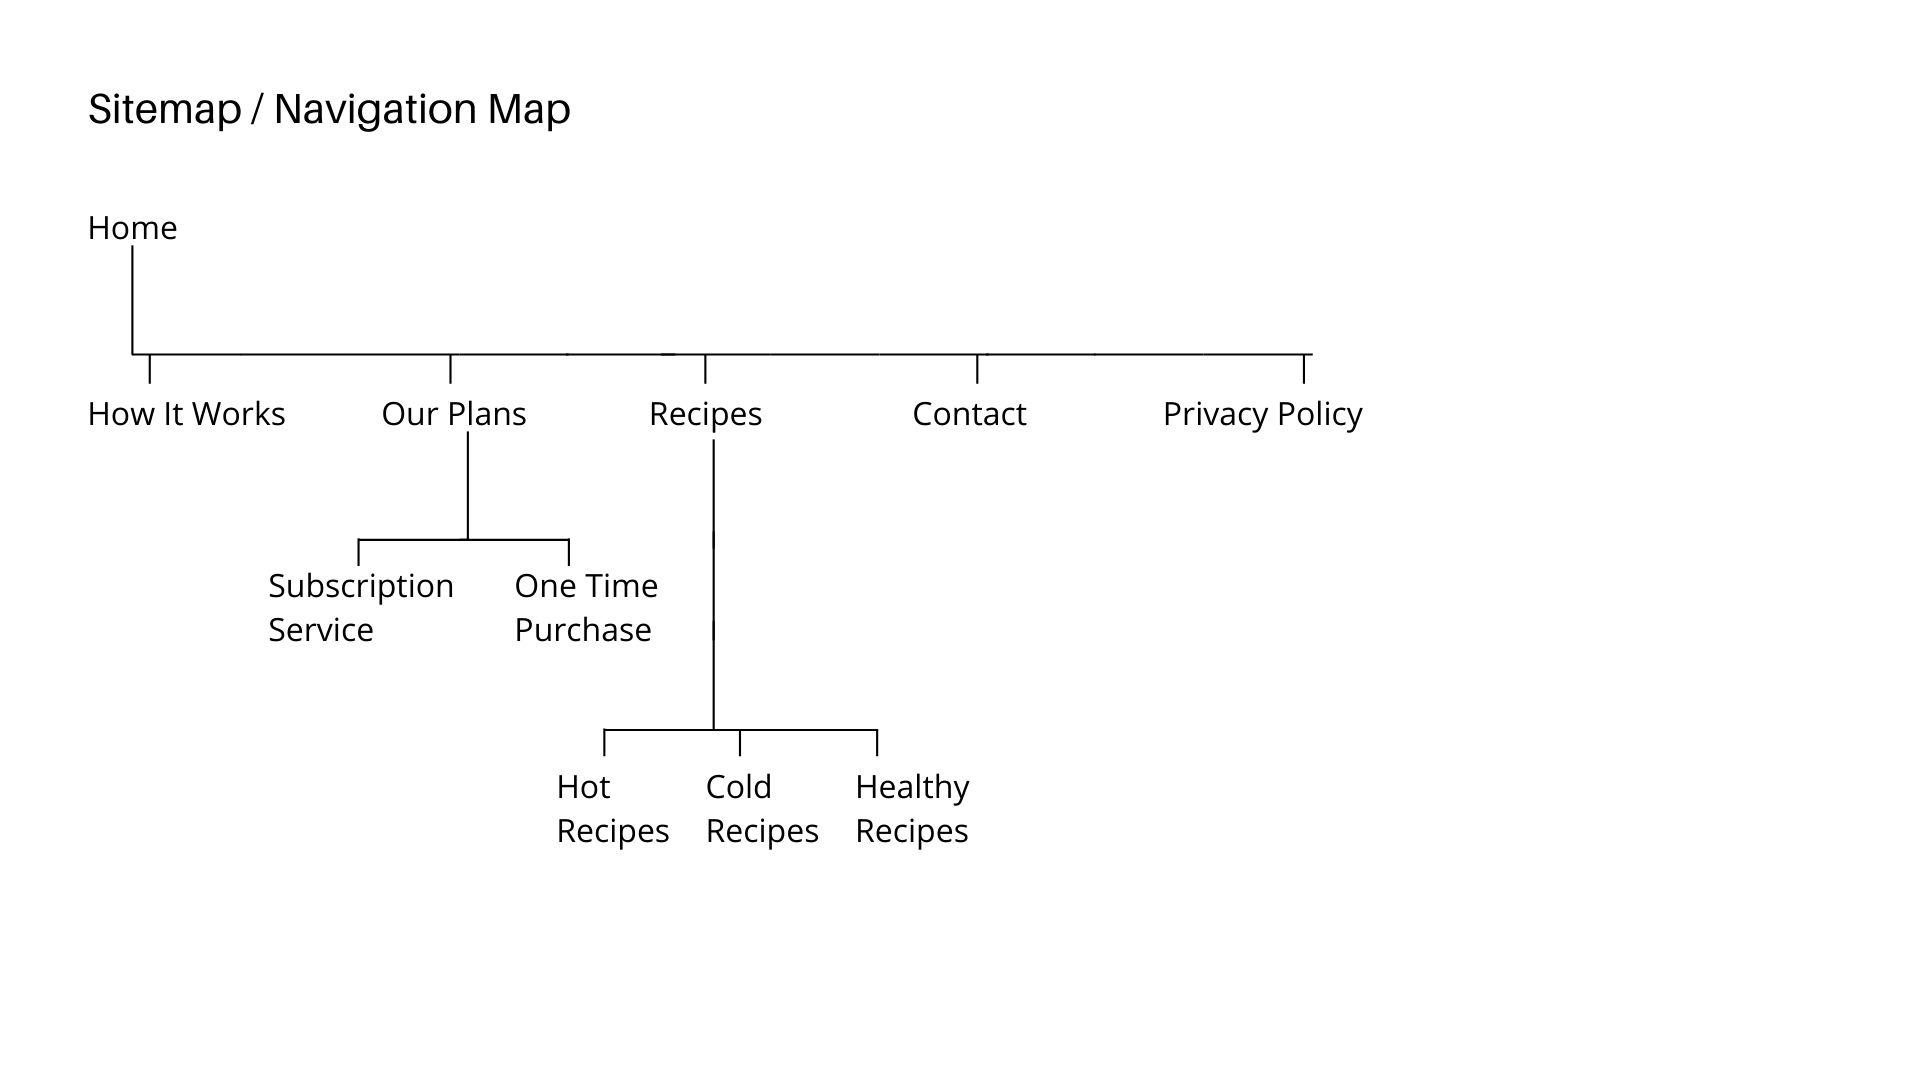 Sitemap / Navigation Map
Home
How It Works
Our Plans
Recipes
Contact
Privacy Policy
Subscription
Service
One Time
Purchase
Hot
Recipes
Cold
Recipes
Healthy
Recipes